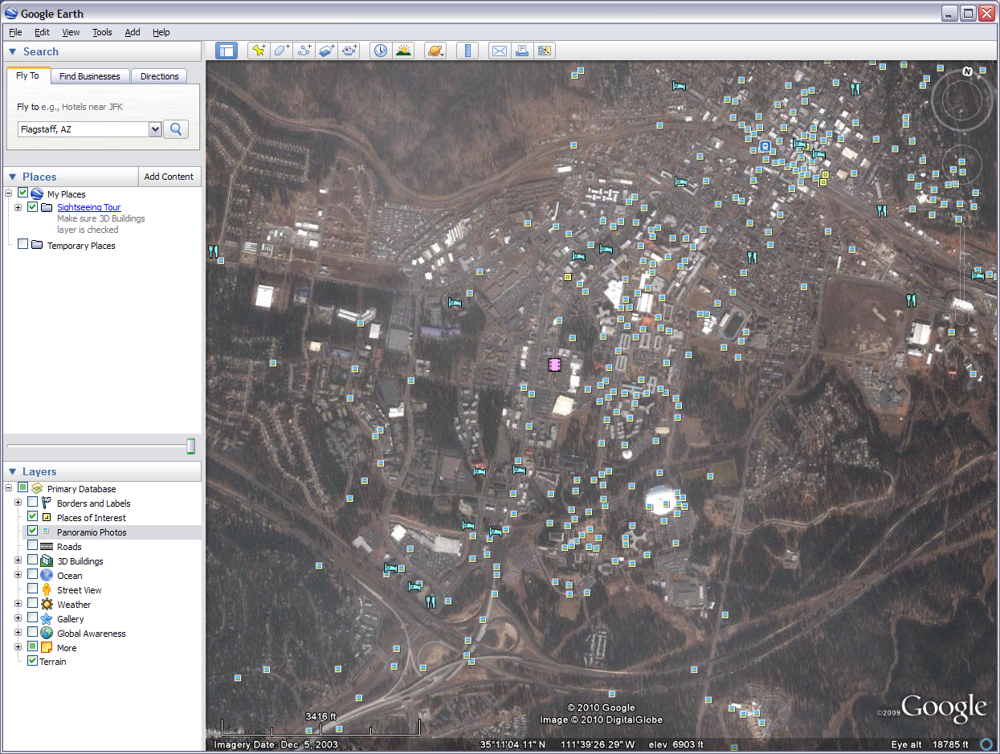 Google Earth
File Edit View Tools Add Help
Search
Fly To Find Businesses Directions
Fly to e.g., Hotels near JFK
Flagstaff, AZ
Places Add Content
My Places
Sightseeing Tour
Make sure 3D Buildings
layer is checked
Temporary Places
Layers
Primary Database
Borders and Labels
Places of Interest
Panoramio Photos
Roads
3D Buildings
Ocean
Street View
Weather
Gallery
Global Awareness
More
Terrain
N
3416 ft
© 2010 Google
Image © 2010 DigitalGlobe
©2009 Google
Imagery Date: Dec 5, 2003 35°11'04.11" N 111°39'26.29" W elev 6903 ft Eye alt 18785 ft